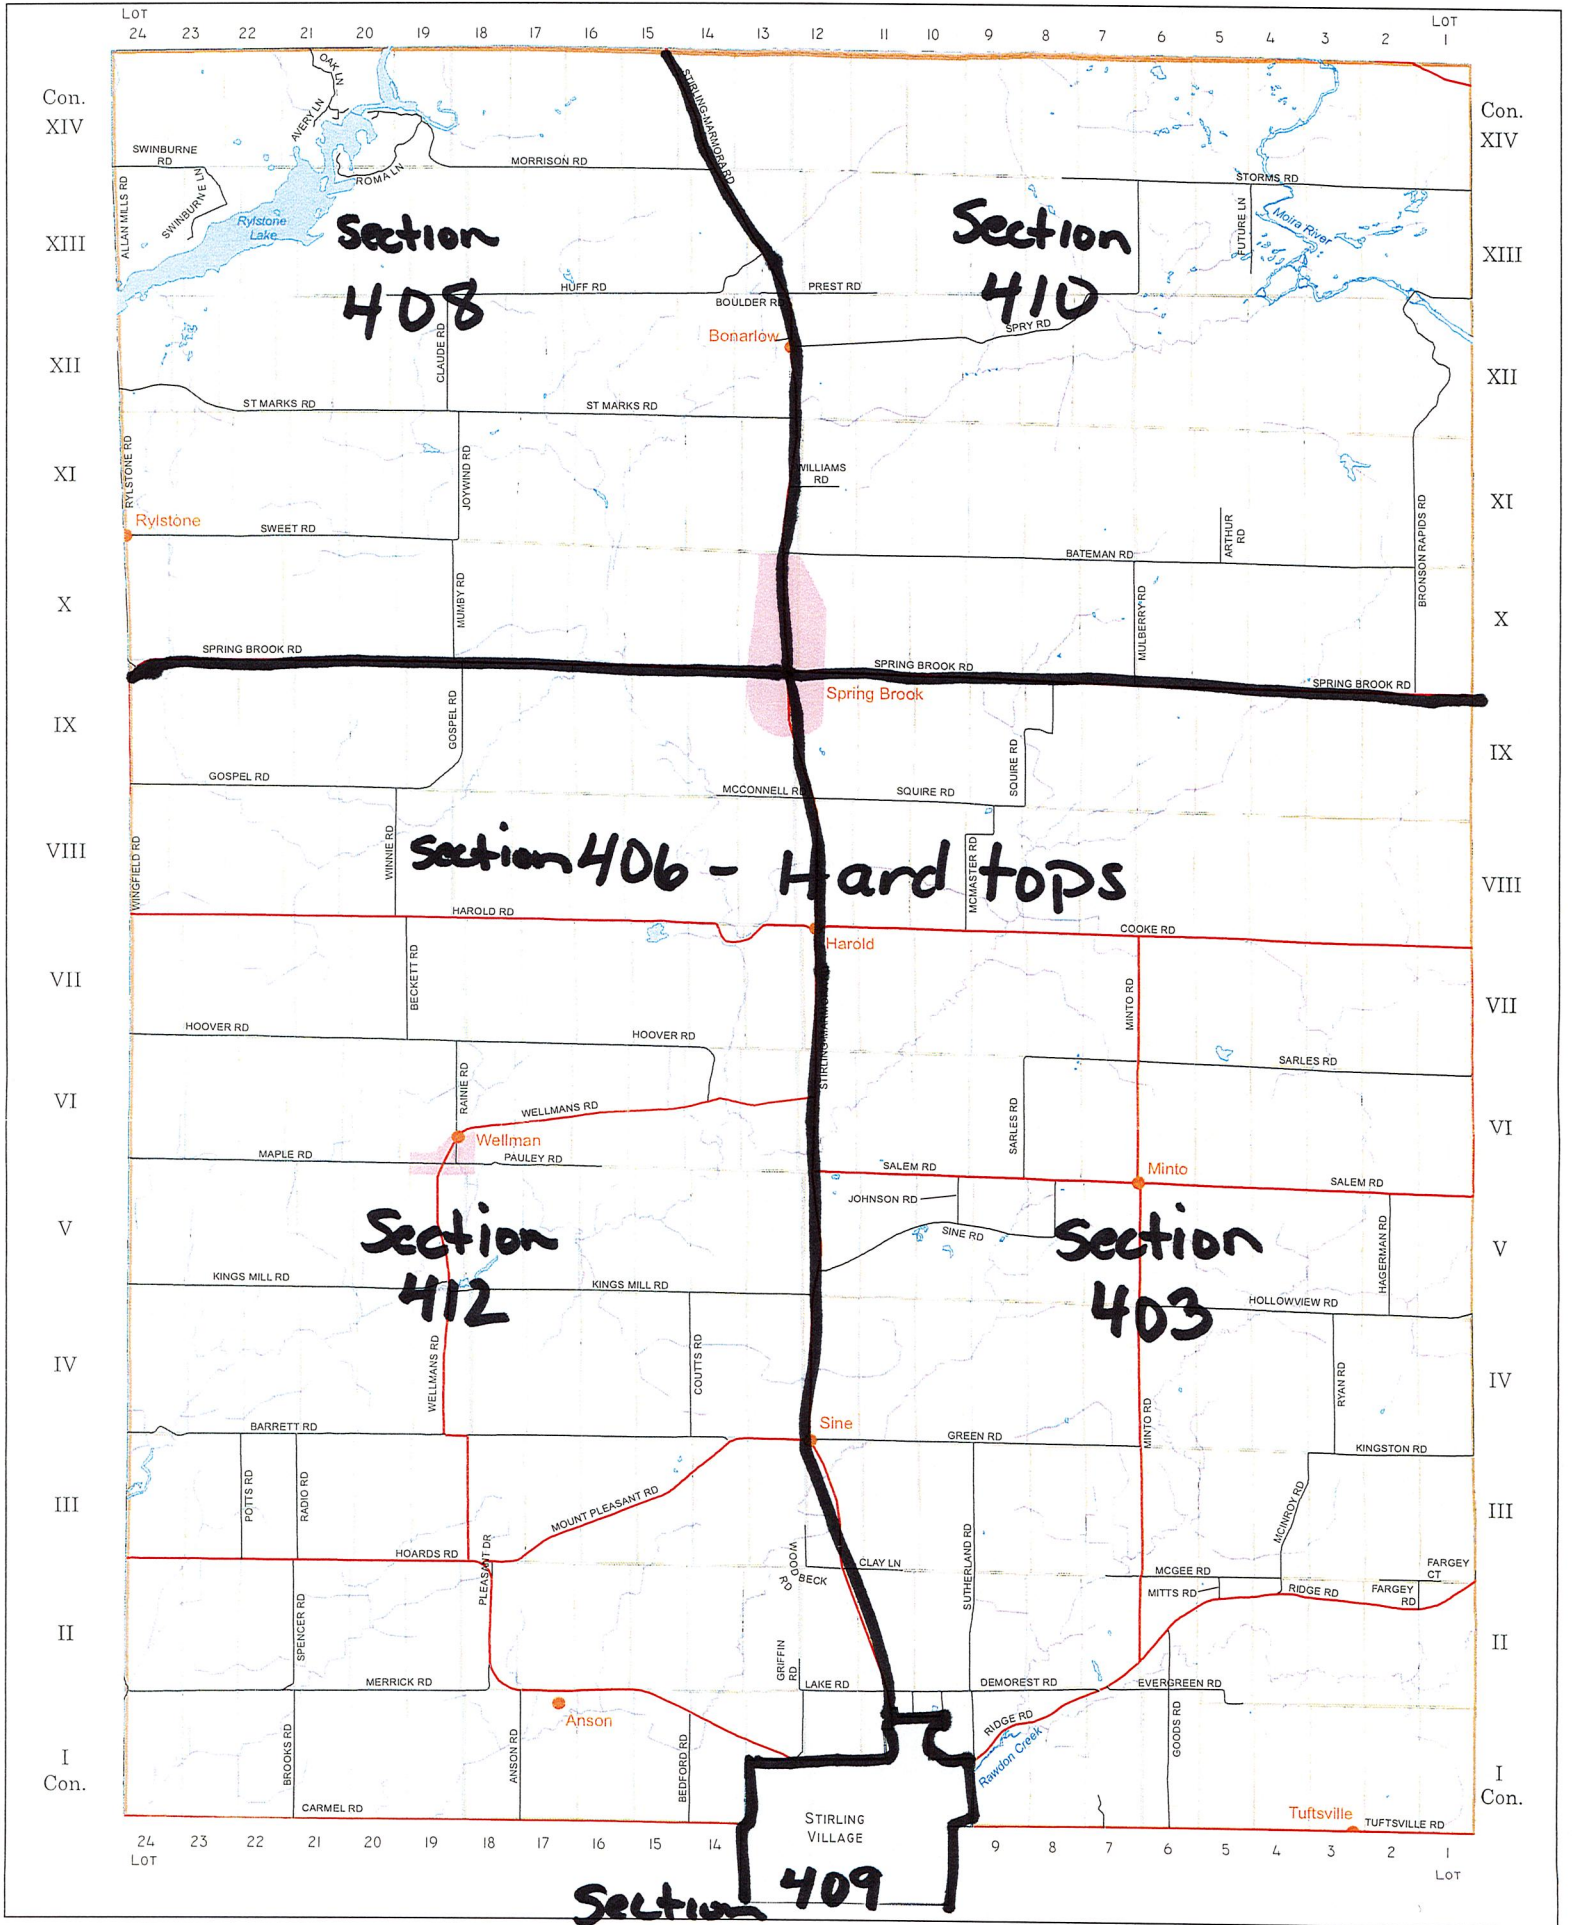 LOT
LOT
24 23 22 21 20 19 18 17 16 15 14 13 12 11 10 9 8 7 6 5 4 3 2 1
Con.
XIV
Con.
XIV
OAK LN
AVERY LN
STIRLING-MARMORA RD
SWINBURNE
RD
MORRISON RD
ROMA LN
STORMS RD
ALLAN MILLS RD
SWINBURNE LN
Rylstone
Lake
FUTURE LN
Moira River
XIII
Section
408
Section
410
XIII
HUFF RD
BOULDER RD
PREST RD
SPRY RD
Bonarlow
CLAUDE RD
XII
XII
ST MARKS RD
ST MARKS RD
RYLSTONE RD
JOYWIND RD
WILLIAMS
RD
XI
XI
Rylstone
SWEET RD
ARTHUR
RD
BATEMAN RD
BRONSON RAPIDS RD
MUMBY RD
MULBERRY RD
X
X
SPRING BROOK RD
SPRING BROOK RD
SPRING BROOK RD
Spring Brook
GOSPEL RD
IX
SQUIRE RD
IX
GOSPEL RD
MCCONNELL RD
SQUIRE RD
WINGFIELD RD
WINNIE RD
MCMASTER RD
VIII
Section 406 - Hard tops
VIII
HAROLD RD
COOKE RD
Harold
BECKETT RD
MINTO RD
VII
VII
HOOVER RD
HOOVER RD
STIRLING-MARM
SARLES RD
RAINIE RD
VI
WELLMANS RD
SARLES RD
VI
Wellman
MAPLE RD
PAULEY RD
SALEM RD
Minto
SALEM RD
JOHNSON RD
V
Section
412
SINE RD
Section
403
HAGERMAN RD
V
KINGS MILL RD
KINGS MILL RD
HOLLOWVIEW RD
WELLMANS RD
COUTTS RD
RYAN RD
IV
IV
MINTO RD
BARRETT RD
Sine
GREEN RD
KINGSTON RD
POTTS RD
RADIO RD
MOUNT PLEASANT RD
MCINROY RD
III
III
HOARDS RD
PLEASANT DR
WOOD
BECK
RD
CLAY LN
SUTHERLAND RD
MCGEE RD
FARGEY
CT
MITTS RD
RIDGE RD
FARGEY
RD
SPENCER RD
II
II
GRIFFIN
RD
MERRICK RD
LAKE RD
DEMOREST RD
EVERGREEN RD
Anson
RIDGE RD
Rawdon Creek
GOODS RD
BROOKS RD
ANSON RD
BEDFORD RD
I
Con.
I
Con.
CARMEL RD
STIRLING
VILLAGE
Tuftsville
TUFTSVILLE RD
24 23 22 21 20 19 18 17 16 15 14 9 8 7 6 5 4 3 2 1
LOT
LOT
Section 409